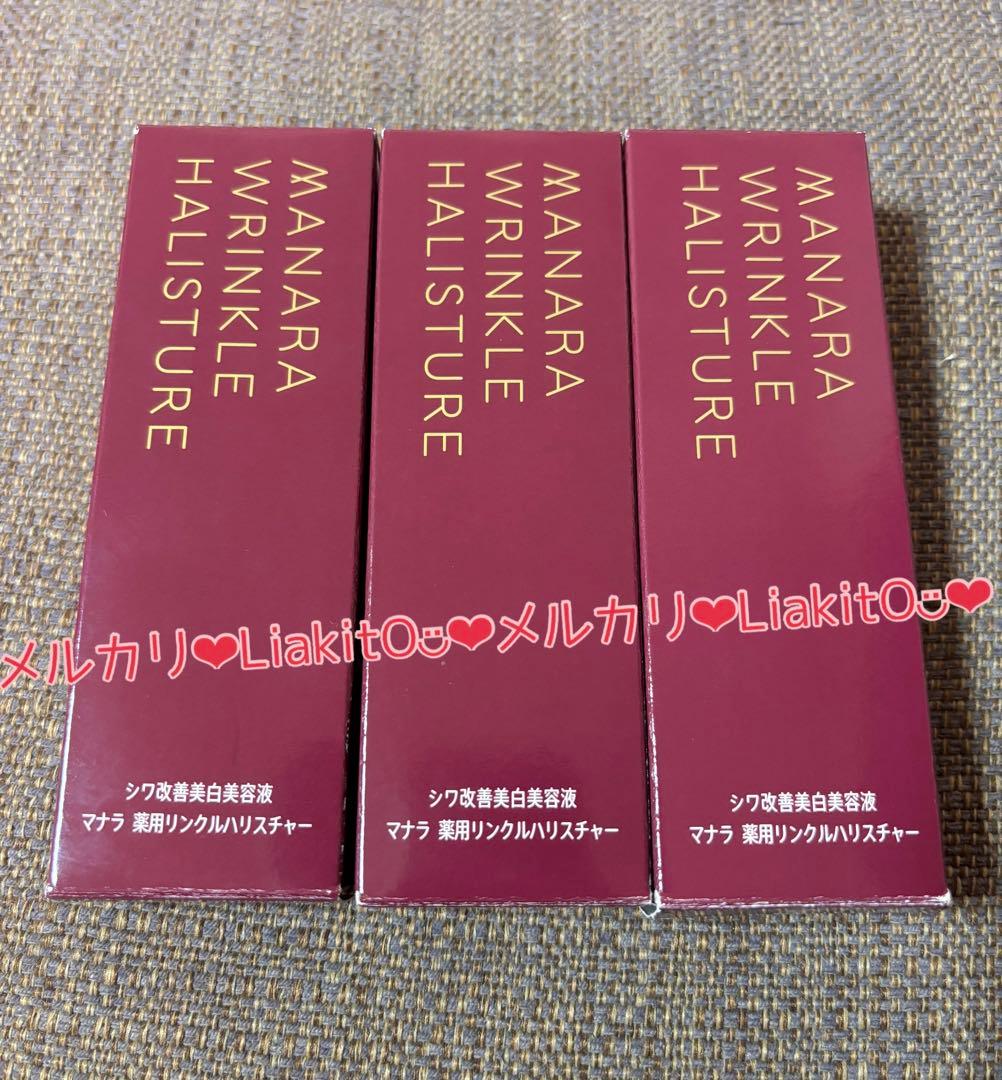 MANARA
WRINKLE
HALISTURE
MANARA
WRINKLE
HALISTURE
MANARA
WRINKLE
HALISTURE
メルカリ❤LiakitO❤メルカリ❤LiakitO❤
シワ改善美白美容液
マナラ 薬用リンクルハリスチャー
シワ改善美白美容液
マナラ 薬用リンクルハリスチャー
シワ改善美白美容液
マナラ 薬用リンクルハリスチャー